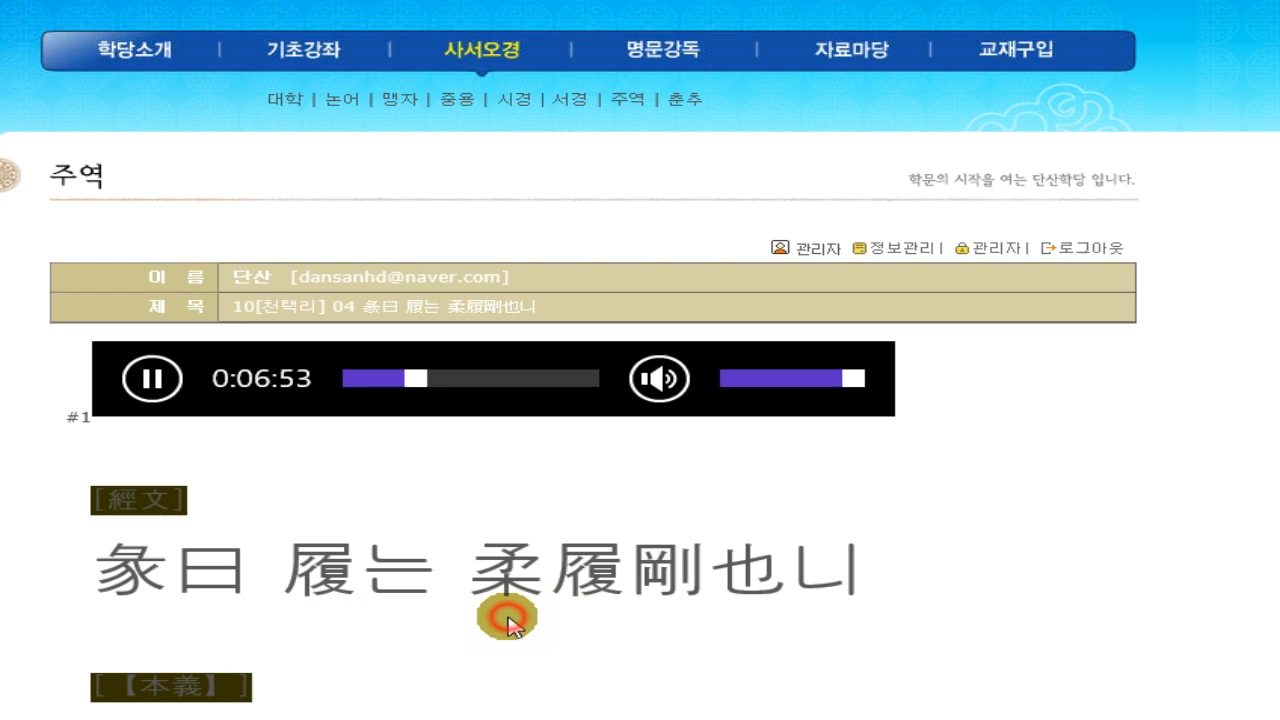 학당소개 | 기초강좌 | 사서오경 | 명문강독 | 자료마당 | 교재구입
대학 | 논어 | 맹자 | 중용 | 시경 | 서경 | 주역 | 춘추
주역
학문의 시작을 여는 단산학당 입니다.
관리자 정보관리 | 관리자 | 로그아웃
이 름 단산 [dansanhd@naver.com]
제 목 10[천택리] 04 彖曰 履는 柔履剛也니
0:06:53
#1
[經文]
彖曰 履는 柔履剛也니
[【本義】 ]